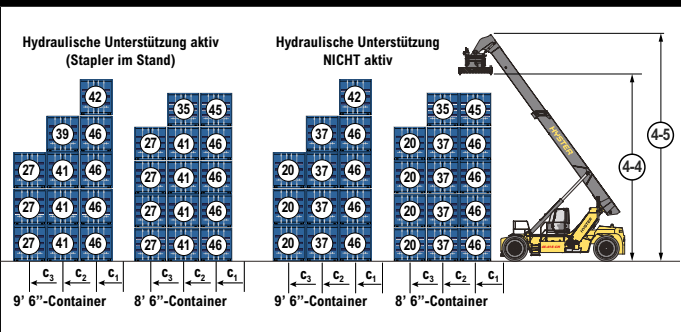 Hydraulische Unterstützung aktiv
(Stapler im Stand)
Hydraulische Unterstützung
NICHT aktiv
42
39 46
27 41 46
27 41 46
27 41 46
35 45
27 41 46
27 41 46
27 41 46
27 41 46
42
37 46
20 37 46
20 37 46
20 37 46
35 45
20 37 46
20 37 46
20 37 46
20 37 46
HYSTER
HYSTER
HYSTER
4-4
4-5
c3 c2 c1
c3 c2 c1
c3 c2 c1
c3 c2 c1
9’ 6’’-Container
8’ 6’’-Container
9’ 6’’-Container
8’ 6’’-Container